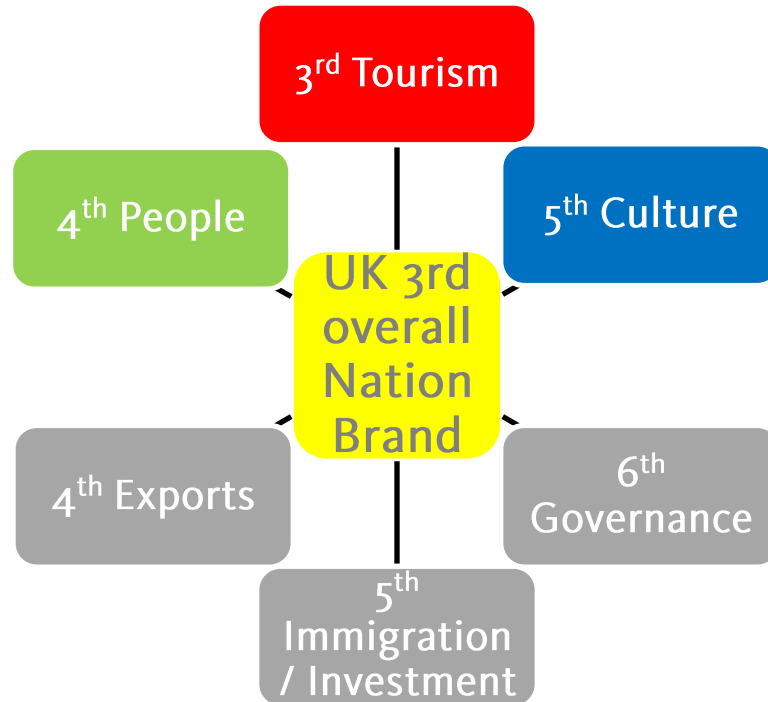 3rd Tourism
4th People
5th Culture
UK 3rd
overall
Nation
Brand
4th Exports
6th
Governance
5th
Immigration
/ Investment